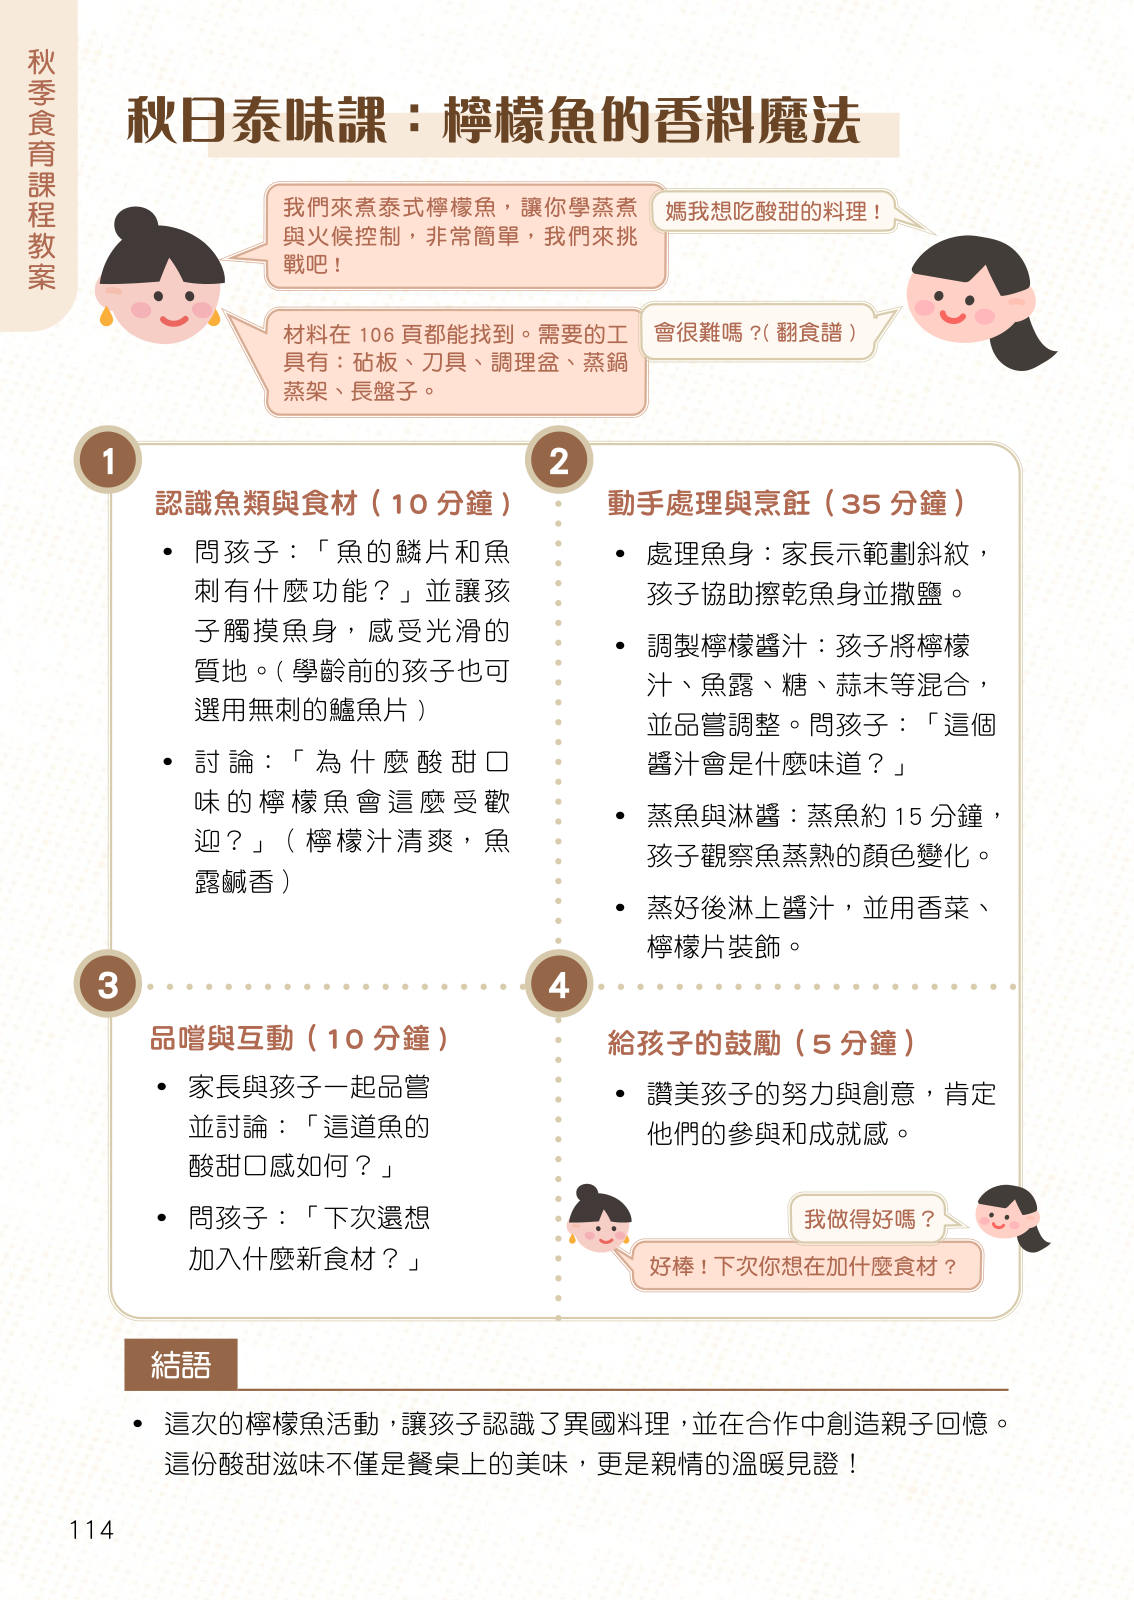 秋季食育課程教案
秋日泰味課：檸檬魚的香料魔法
媽我想吃酸甜的料理！
我們來煮泰式檸檬魚，讓你學蒸煮
與火候控制，非常簡單，我們來挑
戰吧！
會很難嗎？（翻食譜）
材料在 106 頁都能找到。需要的工
具有：砧板、刀具、調理盆、蒸鍋
蒸架、長盤子。
1
認識魚類與食材（10 分鐘）
• 問孩子：「魚的鱗片和魚
刺有什麼功能？」並讓孩
子觸摸魚身，感受光滑的
質地。（學齡前的孩子也可
選用無刺的鱸魚片）
• 討論：「為什麼酸甜口
味的檸檬魚會這麼受歡
迎？」（檸檬汁清爽，魚
露鹹香）
2
動手處理與烹飪（35 分鐘）
• 處理魚身：家長示範劃斜紋，
孩子協助擦乾魚身並撒鹽。
• 調製檸檬醬汁：孩子將檸檬
汁、魚露、糖、蒜末等混合，
並品嘗調整。問孩子：「這個
醬汁會是什麼味道？」
• 蒸魚與淋醬：蒸魚約 15 分鐘，
孩子觀察魚蒸熟的顏色變化。
• 蒸好後淋上醬汁，並用香菜、
檸檬片裝飾。
3
品嚐與互動（10 分鐘）
• 家長與孩子一起品嘗
並討論：「這道魚的
酸甜口感如何？」
• 問孩子：「下次還想
加入什麼新食材？」
4
給孩子的鼓勵（5 分鐘）
• 讚美孩子的努力與創意，肯定
他們的參與和成就感。
我做得好嗎？
好棒！下次你想在加什麼食材？
結語
• 這次的檸檬魚活動，讓孩子認識了異國料理，並在合作中創造親子回憶。
這份酸甜滋味不僅是餐桌上的美味，更是親情的溫暖見證！
114